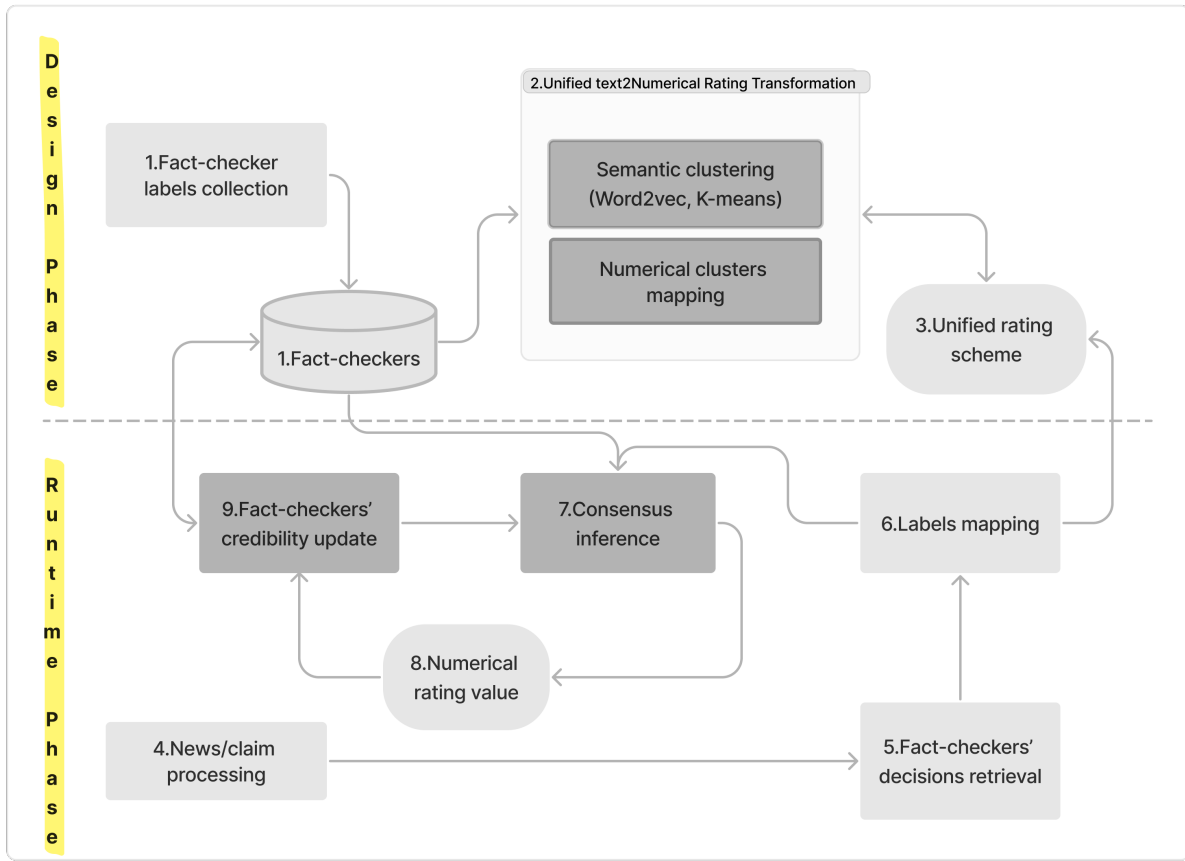 Design Phase
2.Unified text2Numerical Rating Transformation
1.Fact-checker
labels collection
Semantic clustering
(Word2vec, K-means)
Numerical clusters
mapping
1.Fact-checkers
3.Unified rating
scheme
Runtime Phase
9.Fact-checkers’
credibility update
7.Consensus
inference
6.Labels mapping
8.Numerical
rating value
4.News/claim
processing
5.Fact-checkers’
decisions retrieval